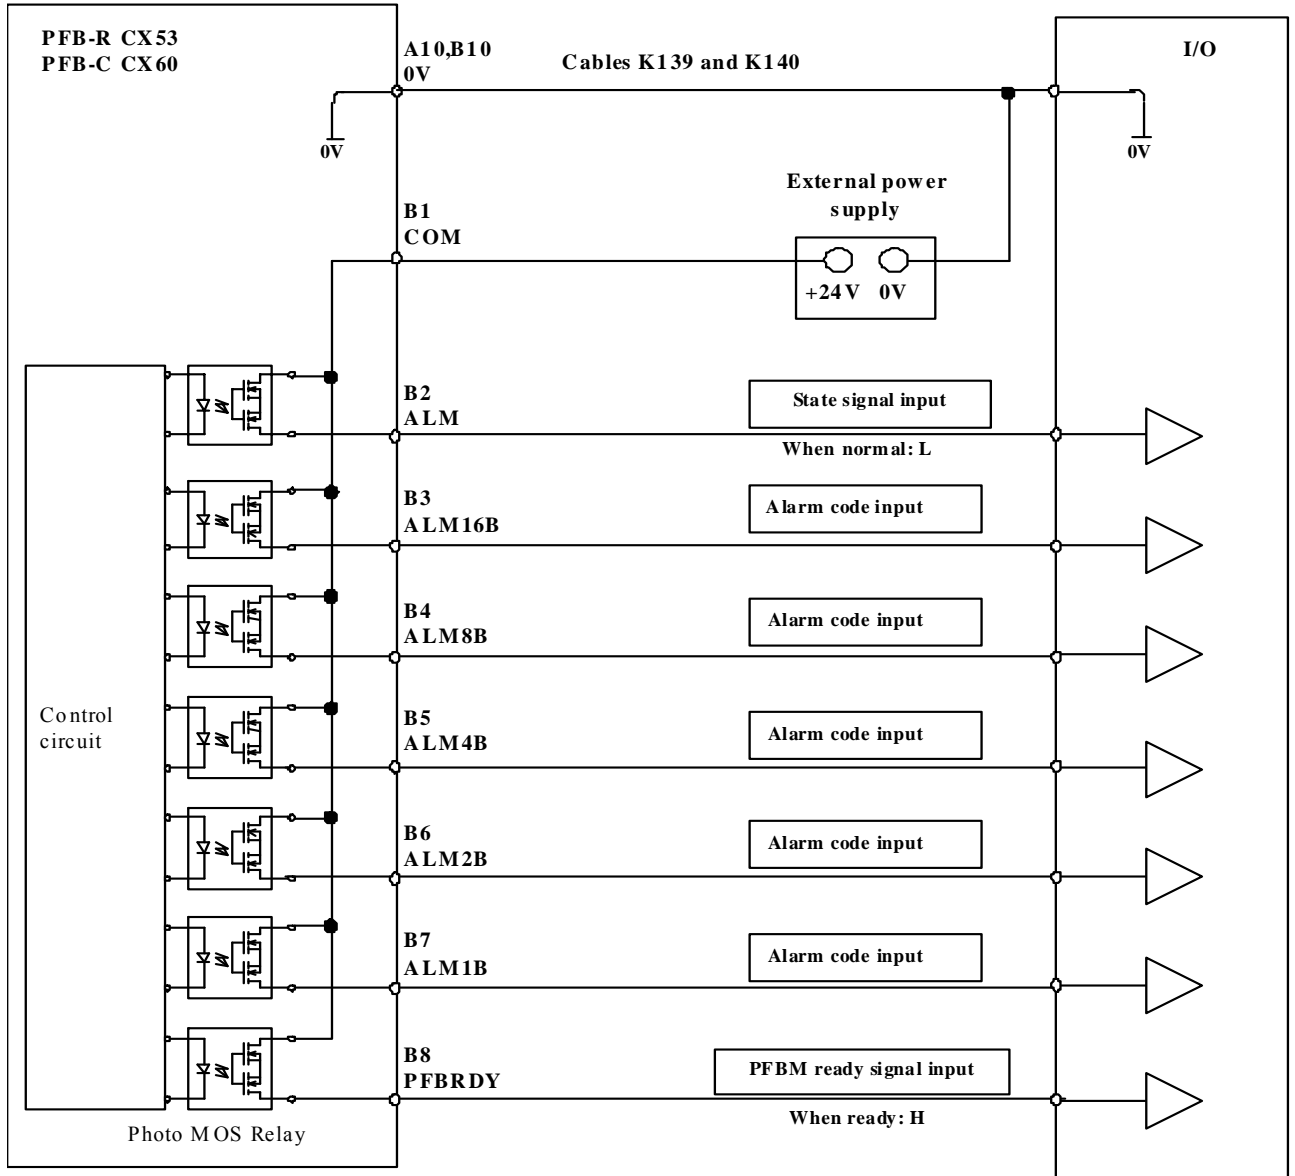 PFB-R CX53
PFB-C CX60
A10,B10
0V
Cables K139 and K140
I/O
0V
0V
External power
supply
B1
COM
+24V 0V
B2
ALM
State signal input
When normal: L
B3
ALM16B
Alarm code input
B4
ALM8B
Alarm code input
Control
circuit
B5
ALM4B
Alarm code input
B6
ALM2B
Alarm code input
B7
ALM1B
Alarm code input
B8
PFBRDY
PFBM ready signal input
When ready: H
Photo MOS Relay